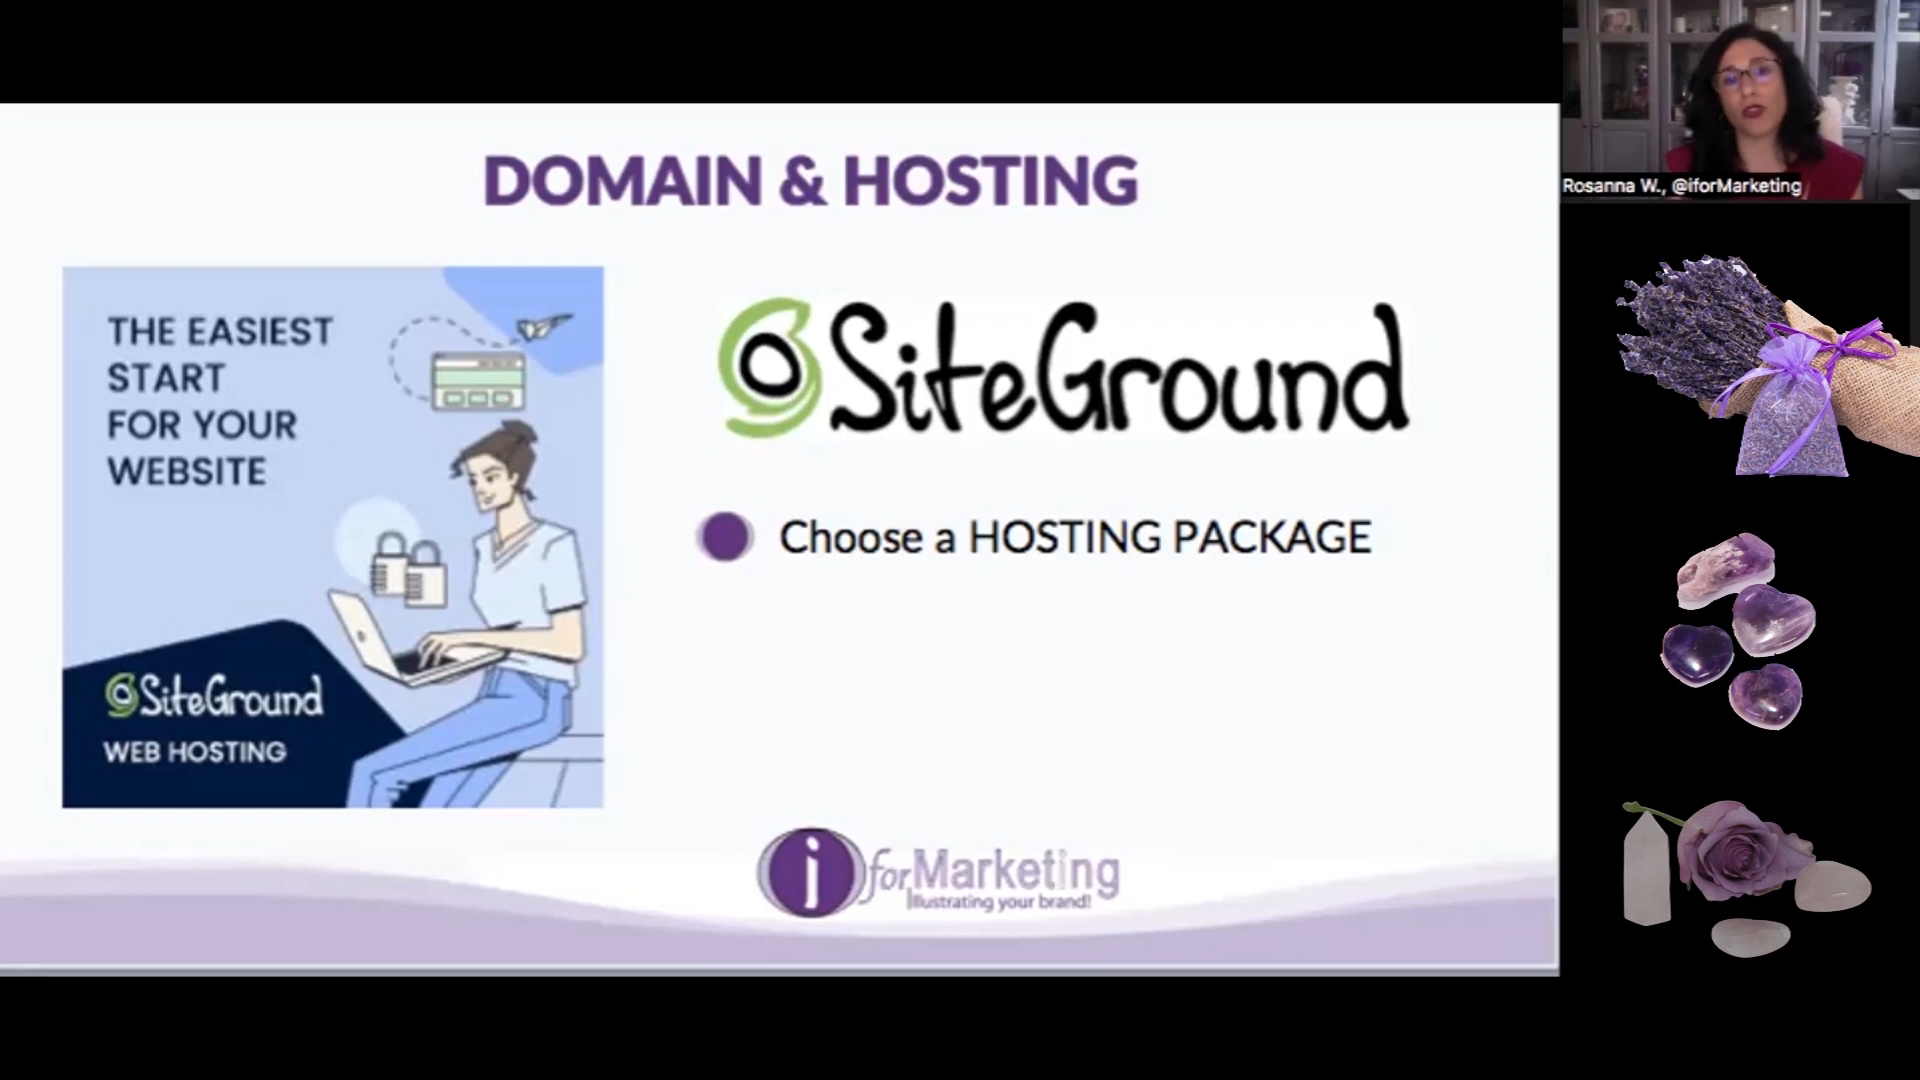 DOMAIN & HOSTING
THE EASIEST
START
FOR YOUR
WEBSITE
SiteGround
WEB HOSTING
SiteGround
Choose a HOSTING PACKAGE
i forMarketing
Illustrating your brand!
Rosanna W., @iforMarketing